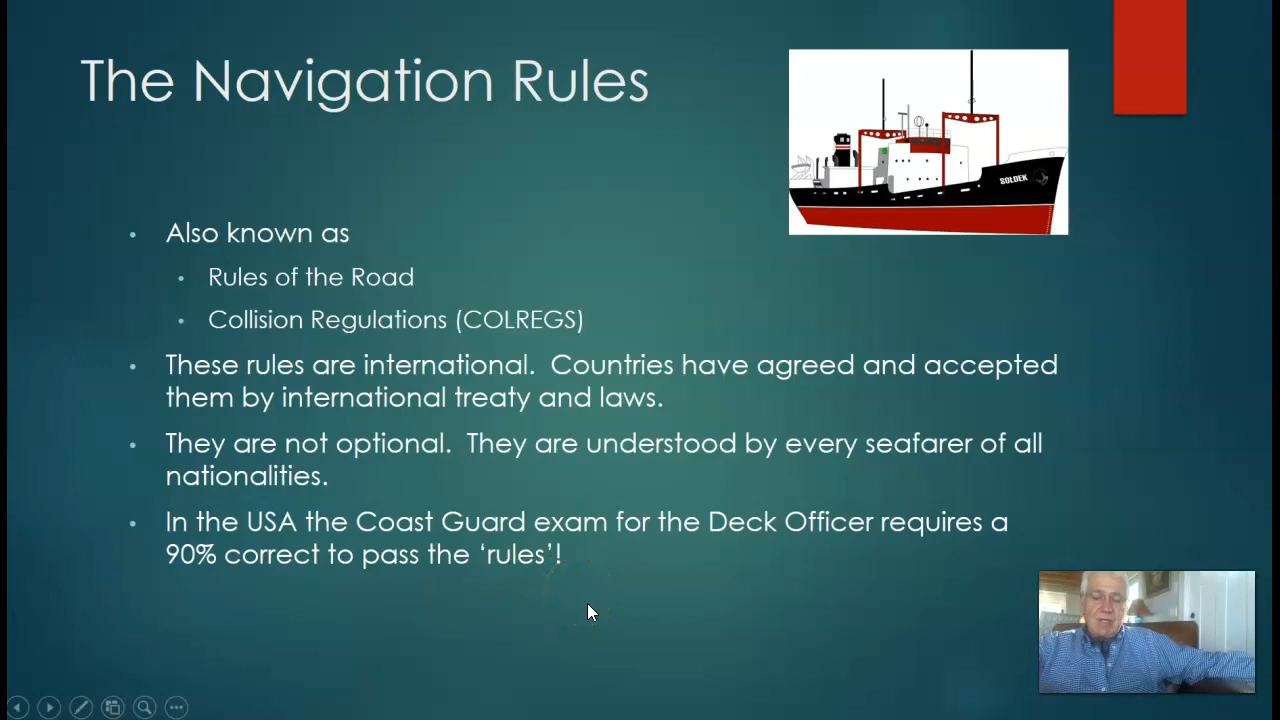 The Navigation Rules
SOŁDEK
Also known as
Rules of the Road
Collision Regulations (COLREGS)
These rules are international.  Countries have agreed and accepted
them by international treaty and laws.
They are not optional.  They are understood by every seafarer of all
nationalities.
In the USA the Coast Guard exam for the Deck Officer requires a
90% correct to pass the ‘rules’!